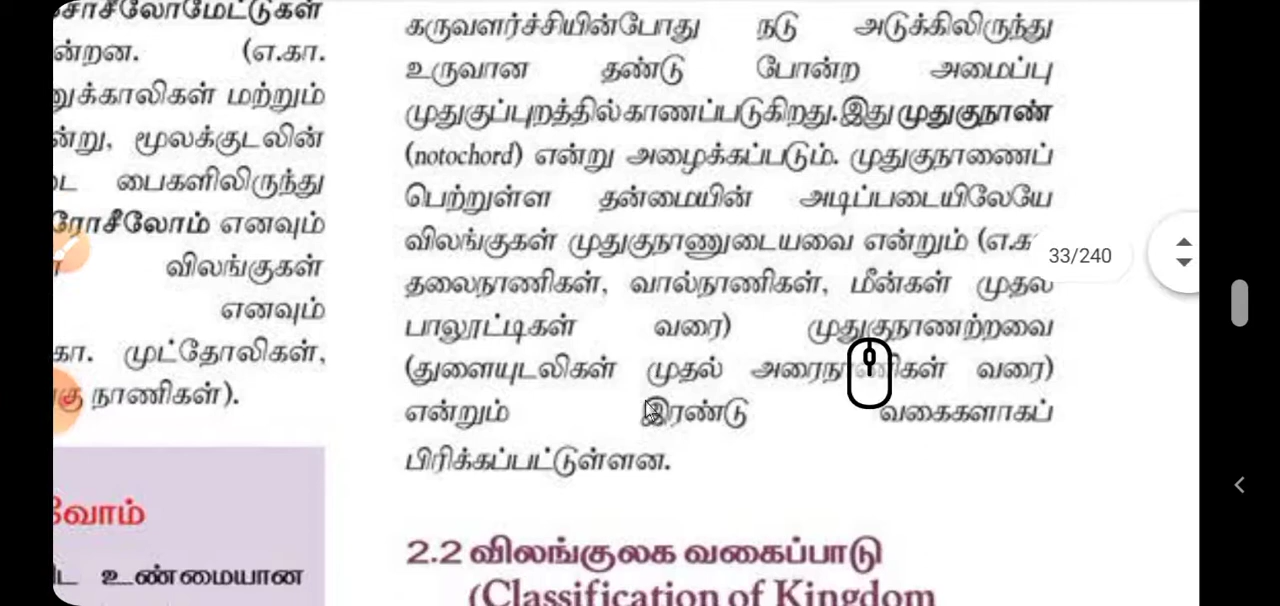 சோசீலோமேட்டுகள்
ன்றன. (எ.கா.
னுக்காலிகள் மற்றும்
ன்று, மூலக்குடலின்
பைகளிலிருந்து
ரோசீலோம் எனவும்
விலங்குகள்
எனவும்
கா. முட்தோலிகள்,
கு நாணிகள்).
வோம்
உண்மையான
கருவளர்ச்சியின்போது நடு அடுக்கிலிருந்து
உருவான தண்டு போன்ற அமைப்பு
முதுகுப்புறத்தில் காணப்படுகிறது. இது முதுகுநாண்
(notochord) என்று அழைக்கப்படும். முதுகுநாணைப்
பெற்றுள்ள தன்மையின் அடிப்படையிலேயே
விலங்குகள் முதுகுநாணுடையவை என்றும் (எ.க
தலைநாணிகள், வால்நாணிகள், மீன்கள் முதல்
பாலூட்டிகள் வரை) முதுகுநாணற்றவை
(துளையுடலிகள் முதல் அரைநாணிகள் வரை)
என்றும் இரண்டு வகைகளாகப்
பிரிக்கப்பட்டுள்ளன.
2.2 விலங்குலக வகைப்பாடு
(Classification of Kingdom
33/240